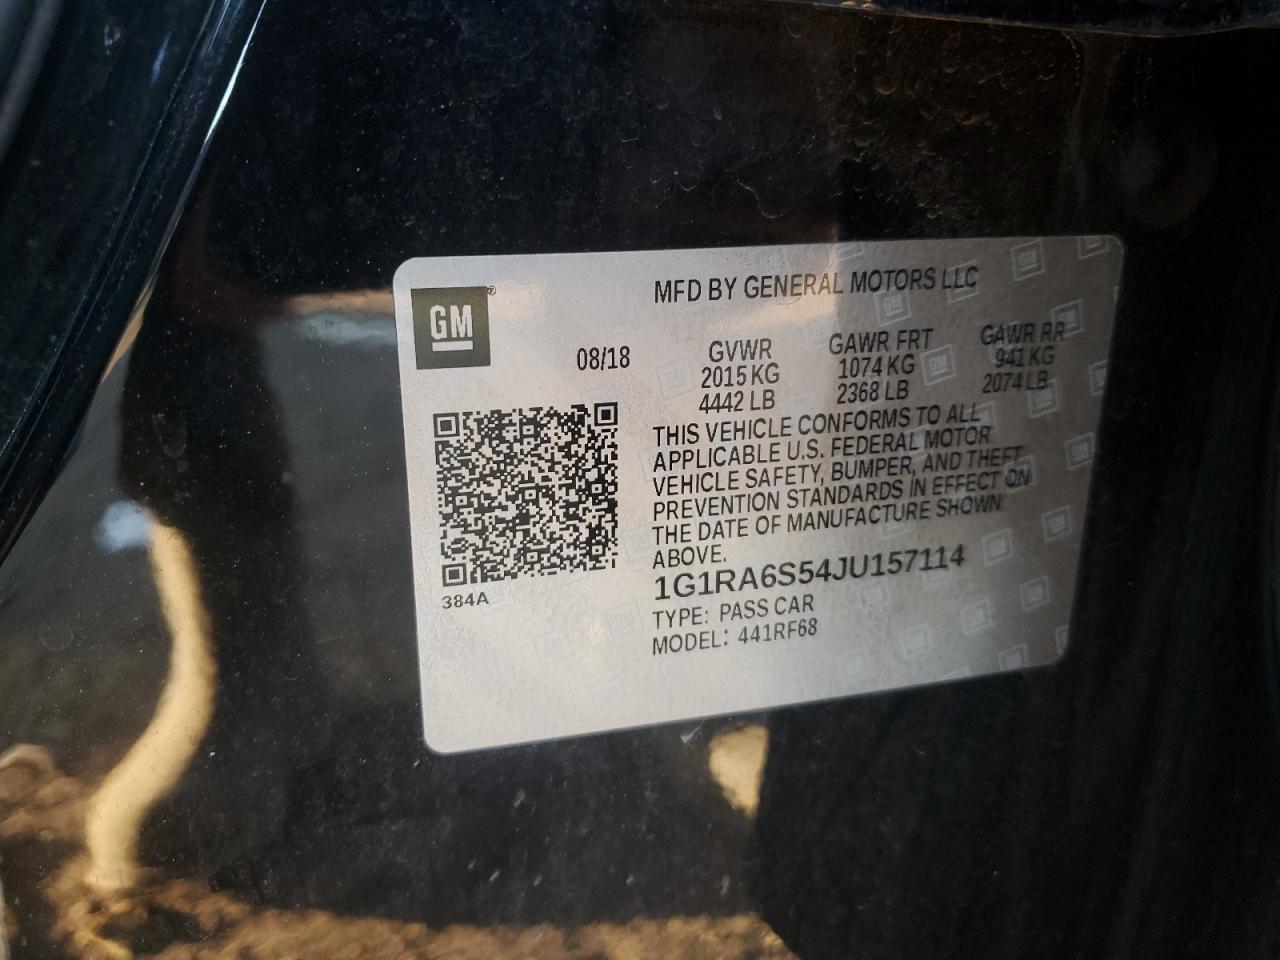 MFD BY GENERAL MOTORS LLC
GM®
08/18
GVWR
2015 KG
4442 LB
GAWR FRT
1074 KG
2368 LB
GAWR RR
941 KG
2074 LB
THIS VEHICLE CONFORMS TO ALL
APPLICABLE U.S. FEDERAL MOTOR
VEHICLE SAFETY, BUMPER, AND THEFT
PREVENTION STANDARDS IN EFFECT ON
THE DATE OF MANUFACTURE SHOWN
ABOVE.
384A
1G1RA6S54JU157114
TYPE: PASS CAR
MODEL: 441RF68